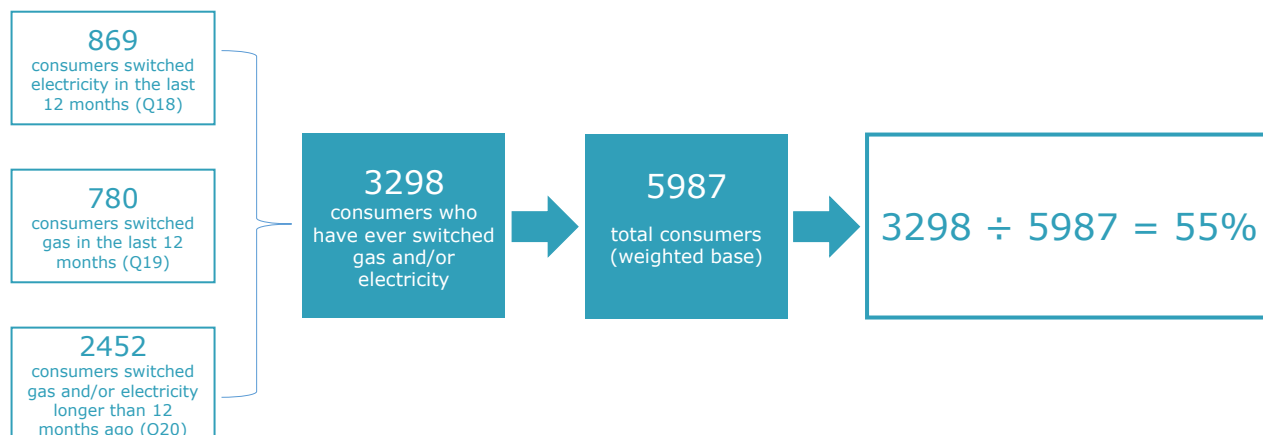 869
consumers switched
electricity in the last
12 months (Q18)
780
consumers switched
gas in the last 12
months (Q19)
2452
consumers switched
gas and/or electricity
longer than 12
months ago (Q20)
3298
consumers who
have ever switched
gas and/or
electricity
5987
total consumers
(weighted base)
3298 ÷ 5987 = 55%